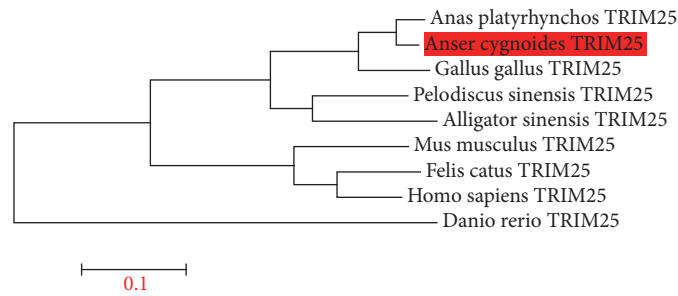 Anas platyrhynchos TRIM25
Anser cygnoides TRIM25
Gallus gallus TRIM25
Pelodiscus sinensis TRIM25
Alligator sinensis TRIM25
Mus musculus TRIM25
Felis catus TRIM25
Homo sapiens TRIM25
Danio rerio TRIM25
0.1